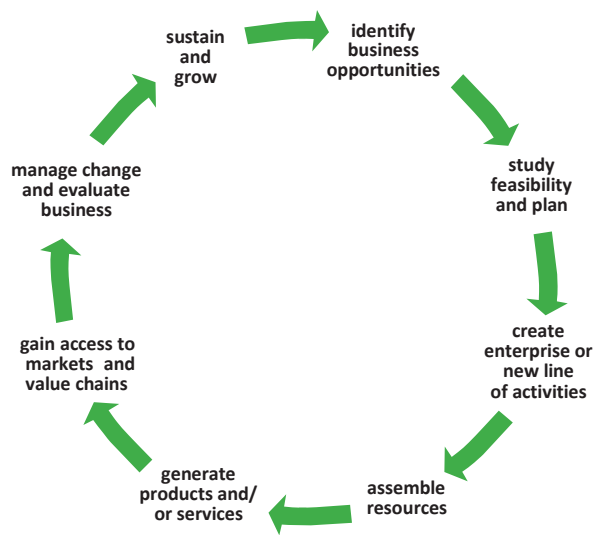 sustain
and
grow
identify
business
opportunities
study
feasibility
and plan
create
enterprise or
new line
of activities
assemble
resources
generate
products and/
or services
gain access to
markets and
value chains
manage change
and evaluate
business